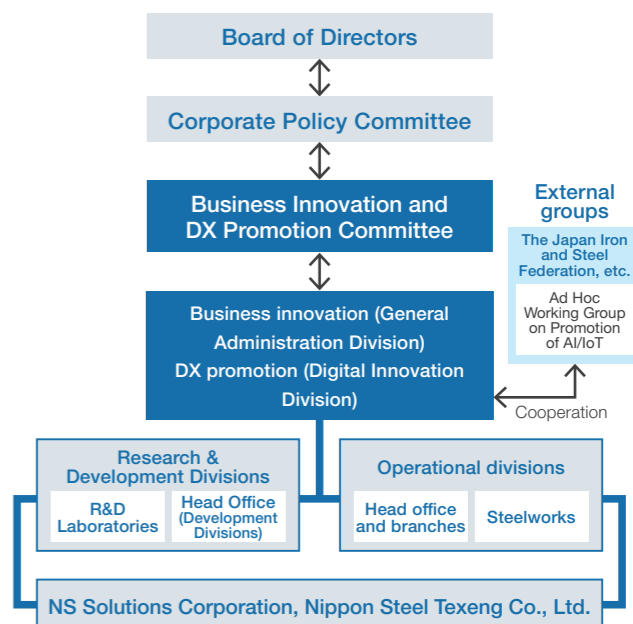 Board of Directors
Corporate Policy Committee
Business Innovation and
DX Promotion Committee
External
groups
The Japan Iron
and Steel
Federation, etc.
Ad Hoc
Working Group
on Promotion
of AI/IoT
Business innovation (General
Administration Division)
DX promotion (Digital Innovation
Division)
Cooperation
Research &
Development Divisions
R&D
Laboratories
Head Office
(Development
Divisions)
Operational divisions
Head office
and branches
Steelworks
NS Solutions Corporation, Nippon Steel Texeng Co., Ltd.